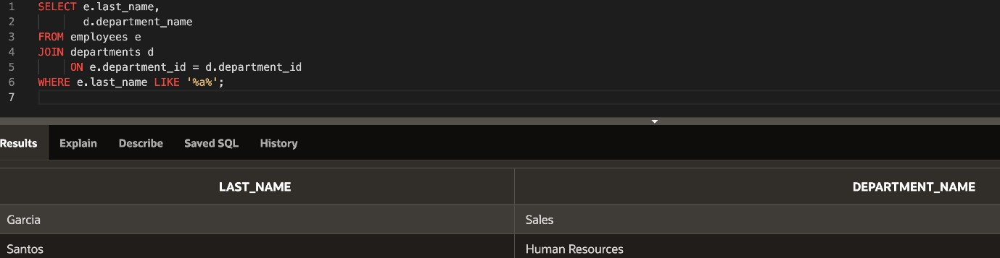 1 SELECT e.last_name,
2 d.department_name
3 FROM employees e
4 JOIN departments d
5 ON e.department_id = d.department_id
6 WHERE e.last_name LIKE '%a%';
7
Results Explain Describe Saved SQL History
LAST_NAME DEPARTMENT_NAME
Garcia Sales
Santos Human Resources